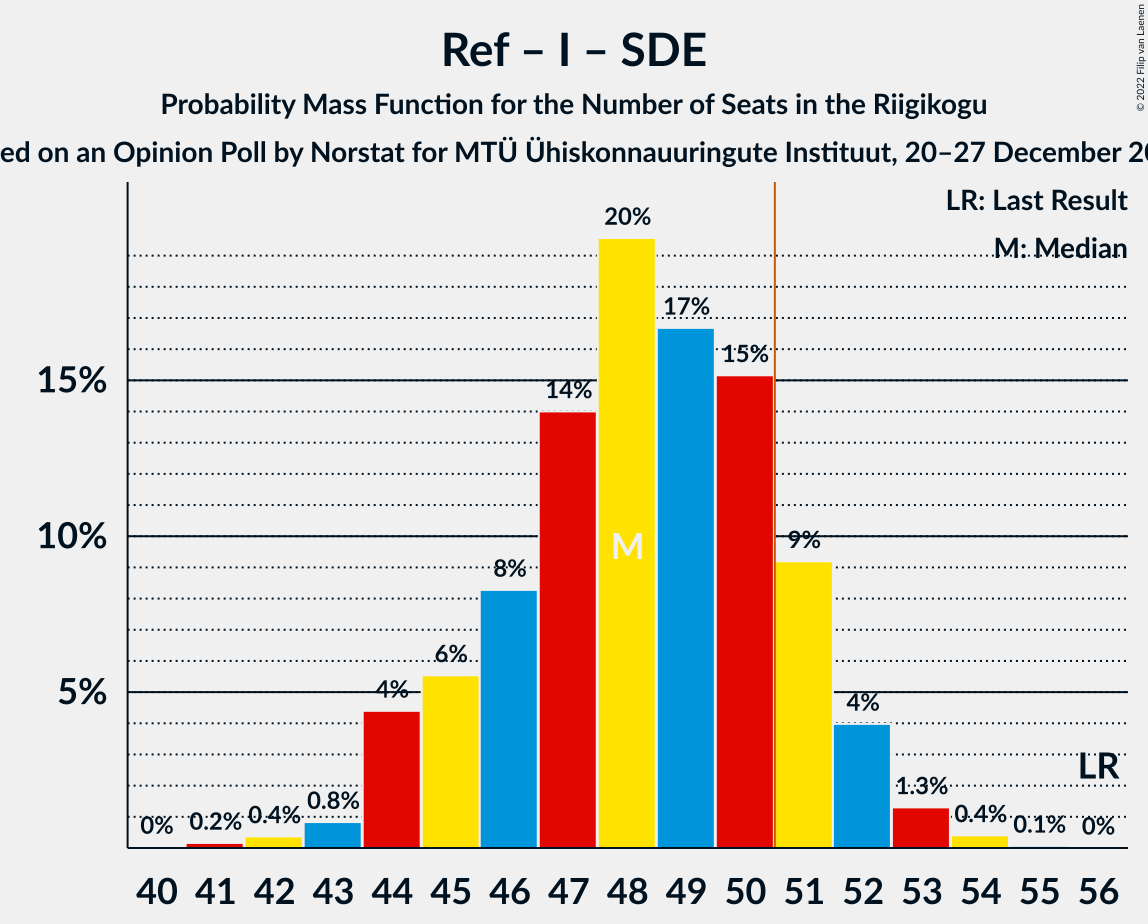 Ref – I – SDE
Probability Mass Function for the Number of Seats in the Riigikogu
ed on an Opinion Poll by Norstat for MTÜ Ühiskonnauuringute Instituut, 20–27 December 20
© 2022 Filip van Laenen
LR: Last Result
M: Median
20%
17%
15%
14%
9%
8%
6%
4%
4%
1.3%
0.8%
0.4%
0.4%
0.2%
0.1%
0%
0%
M
LR
15%
10%
5%
40 41 42 43 44 45 46 47 48 49 50 51 52 53 54 55 56